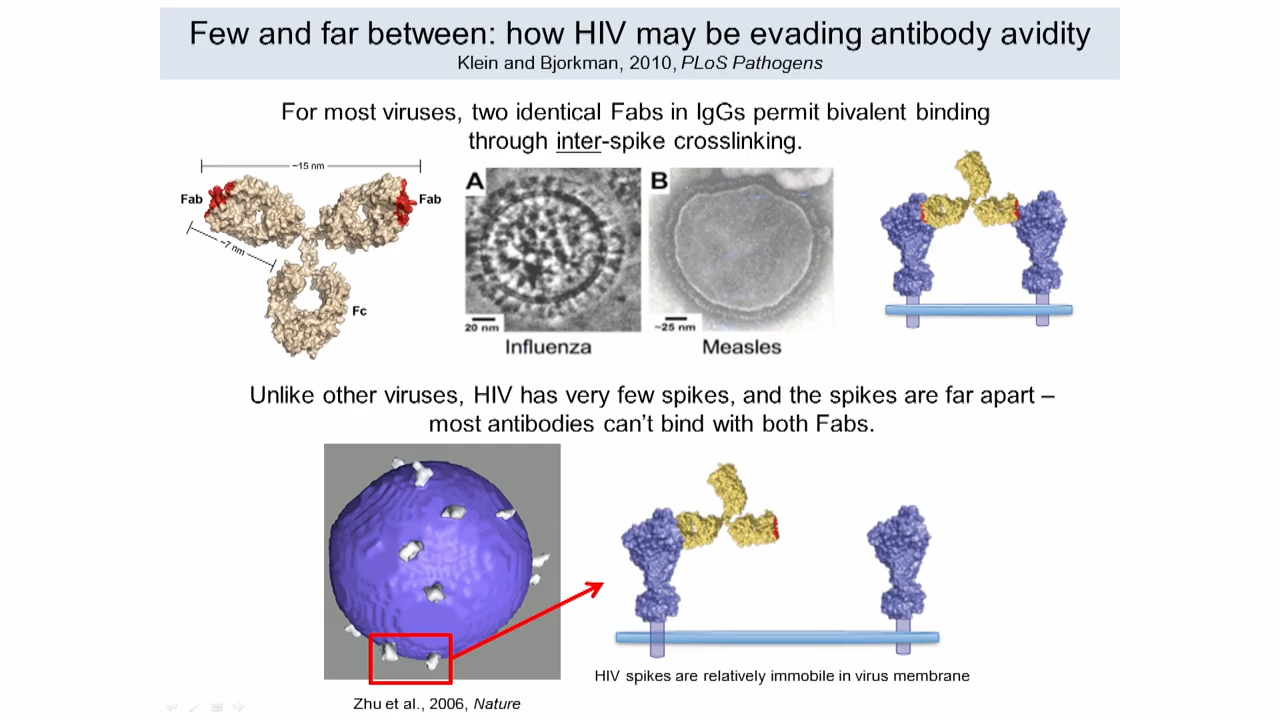 Few and far between: how HIV may be evading antibody avidity
Klein and Bjorkman, 2010, PLoS Pathogens
For most viruses, two identical Fabs in IgGs permit bivalent binding
through inter-spike crosslinking.
~15 nm
Fab
Fab
~7 nm
Fc
A
20 nm
Influenza
B
~25 nm
Measles
Unlike other viruses, HIV has very few spikes, and the spikes are far apart –
most antibodies can't bind with both Fabs.
HIV spikes are relatively immobile in virus membrane
Zhu et al., 2006, Nature